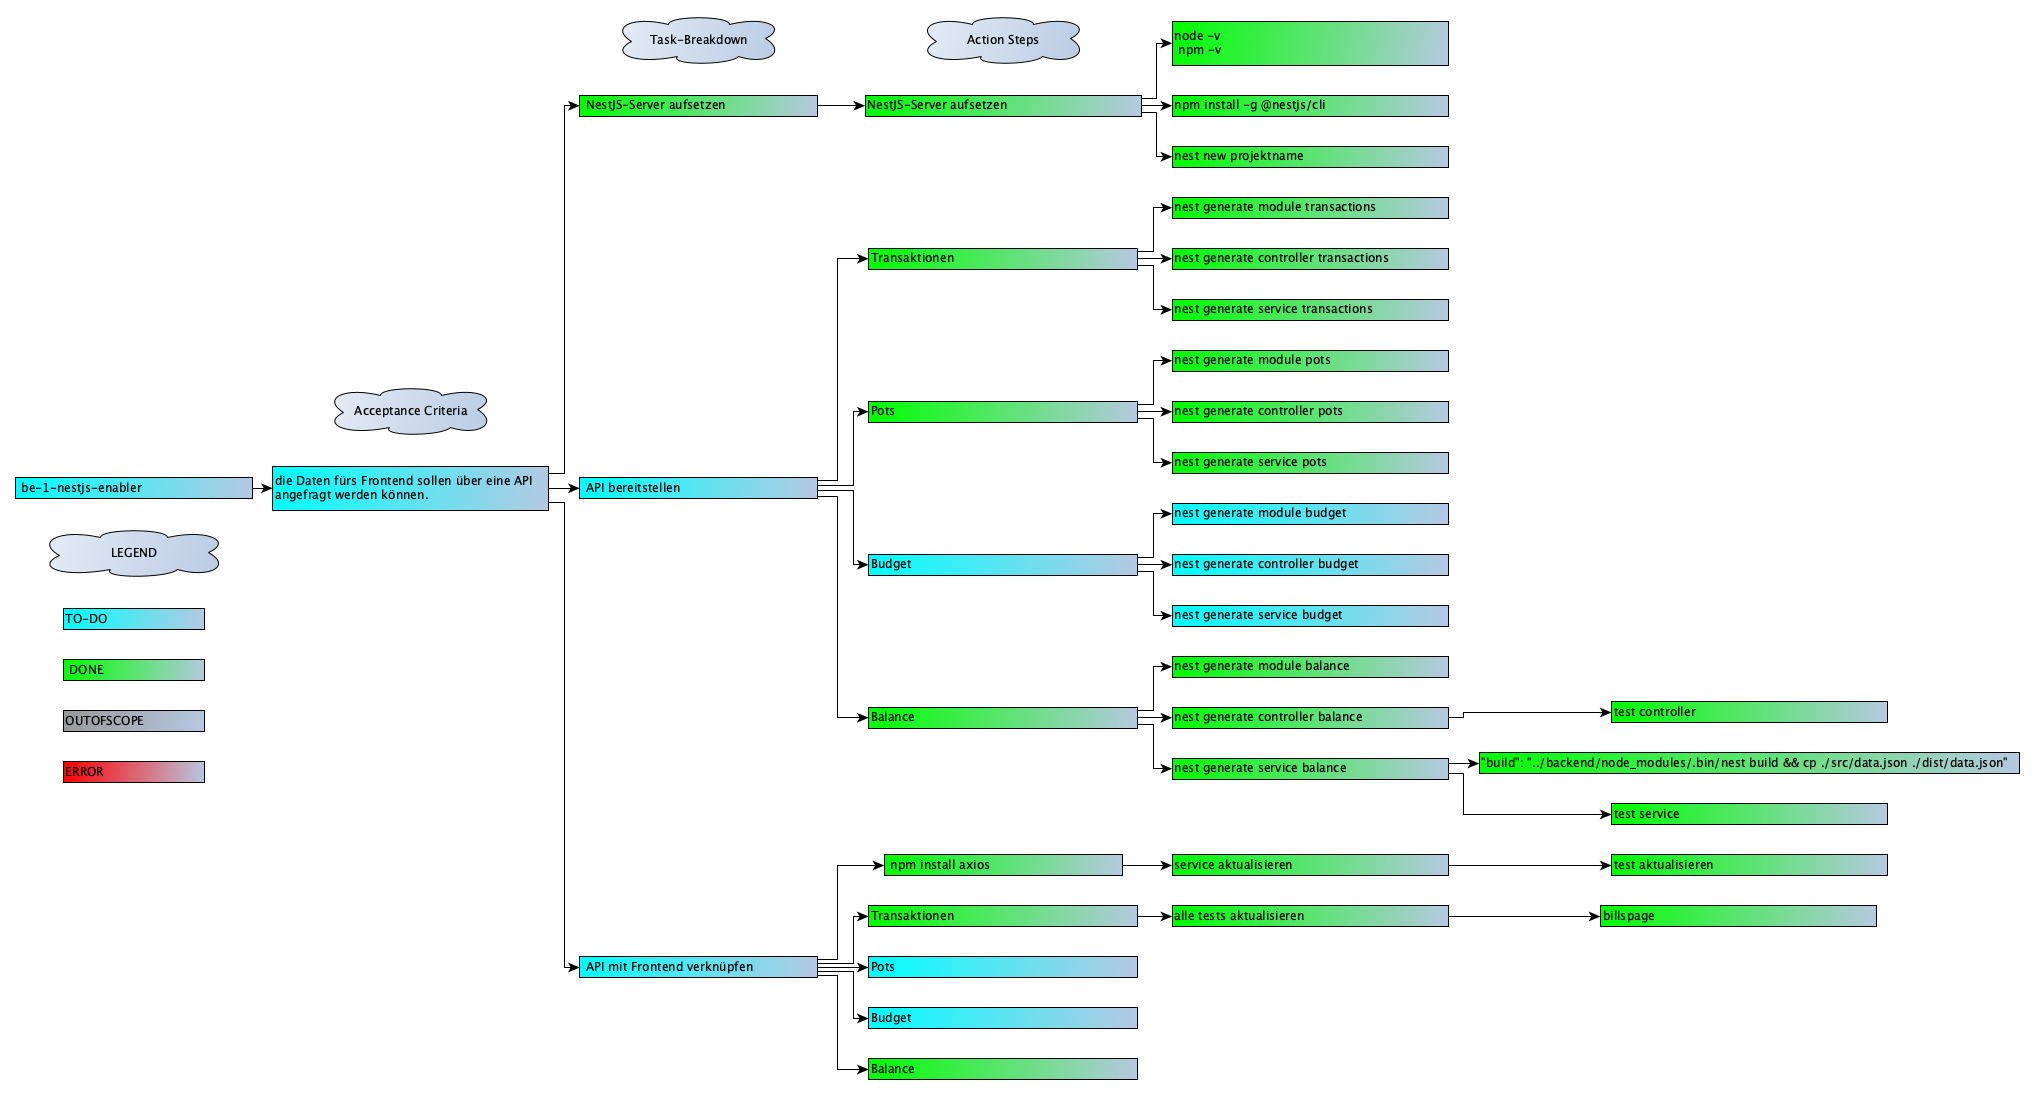 Task-Breakdown
Action Steps
node -v
npm -v
NestJS-Server aufsetzen
NestJS-Server aufsetzen
npm install -g @nestjs/cli
nest new projektname
nest generate module transactions
Transaktionen
nest generate controller transactions
nest generate service transactions
nest generate module pots
Acceptance Criteria
Pots
nest generate controller pots
nest generate service pots
be-1-nestjs-enabler
die Daten fürs Frontend sollen über eine API
angefragt werden können.
API bereitstellen
nest generate module budget
LEGEND
Budget
nest generate controller budget
nest generate service budget
TO-DO
DONE
OUTOFSCOPE
ERROR
nest generate module balance
Balance
nest generate controller balance
test controller
nest generate service balance
"build": "../backend/node_modules/.bin/nest build && cp ./src/data.json ./dist/data.json"
test service
npm install axios
service aktualisieren
test aktualisieren
Transaktionen
alle tests aktualisieren
billspage
API mit Frontend verknüpfen
Pots
Budget
Balance